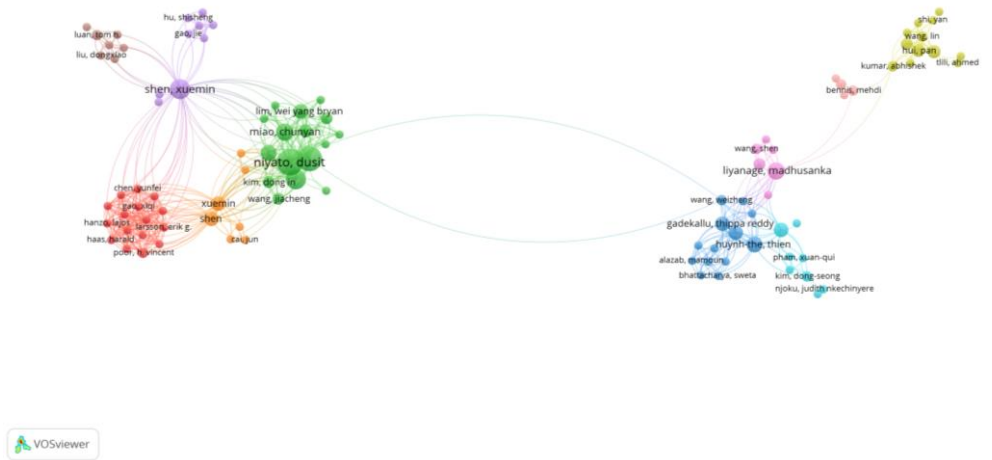 hu, shisheng
shi, yan
luan, tom h.
gao, jie
wang, lin
liu, dongxiao
hui, pan
kumar, abhishek
tlili, ahmed
shen, xuemin
bennis, mehdi
lim, wei yang bryan
miao, chunyan
wang, shen
niyato, dusit
liyanage, madhusanka
kim, dong in
chen, yunfei
wang, jiacheng
wang, weizheng
xuemin
hanzo, lajos
shen
gadekallu, thippa reddy
larsson, erik g.
haas, harald
cai, jun
huynh-the, thien
poor, h. vincent
pham, xuan-qui
alazab, mamoun
bhattacharya, sweta
kim, dong-seong
njoku, judith nkechinyere
VOSviewer